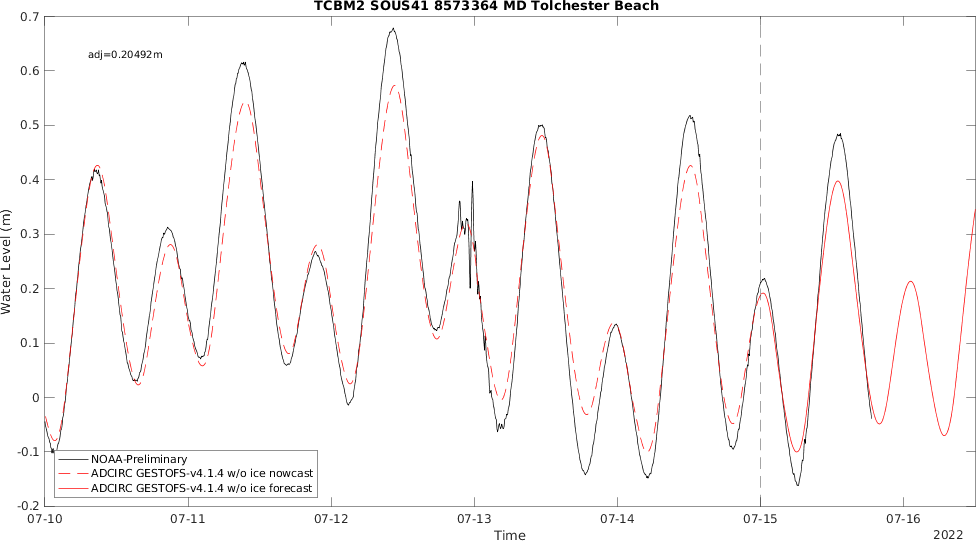 TCBM2 SOUS41 8573364 MD Tolchester Beach
adj=0.20492m
0.7
0.6
0.5
0.4
0.3
0.2
0.1
0
-0.1
-0.2
Water Level (m)
NOAA-Preliminary
ADCIRC GESTOFS-v4.1.4 w/o ice nowcast
ADCIRC GESTOFS-v4.1.4 w/o ice forecast
07-10 07-11 07-12 07-13 07-14 07-15 07-16
Time
2022